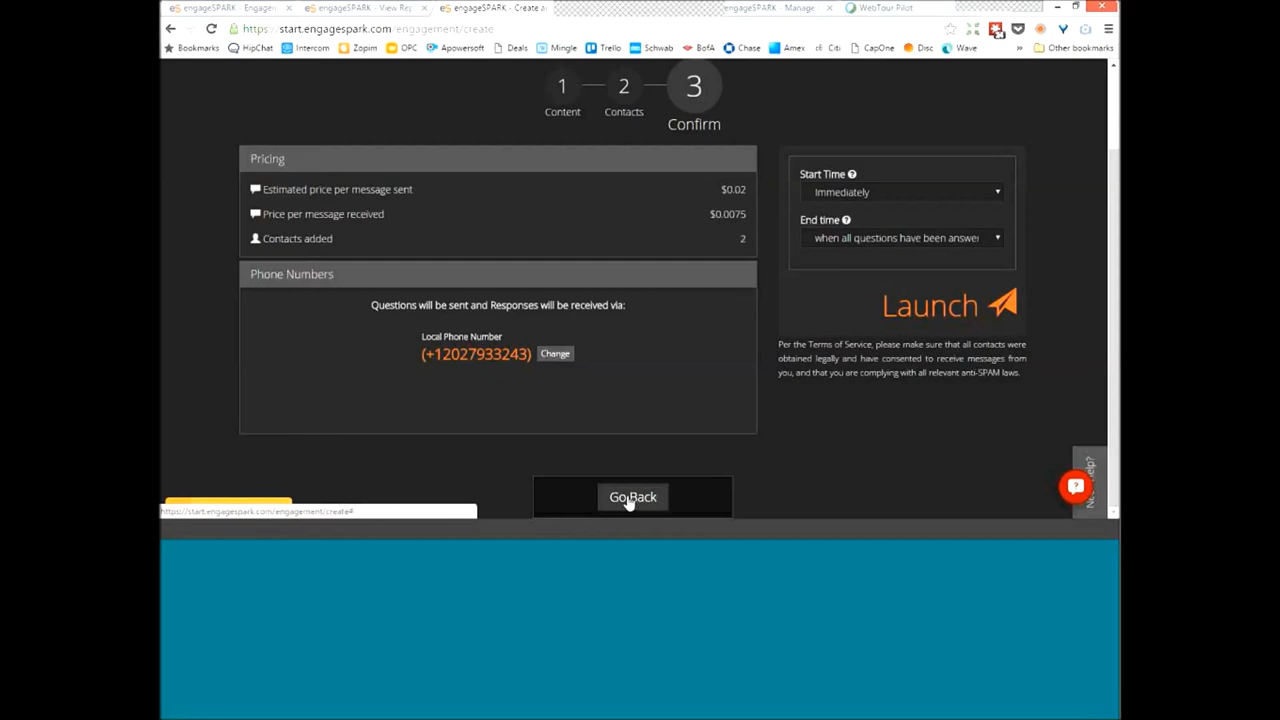 engageSPARK - Engager
engageSPARK - View Rep
engageSPARK - Create a
engageSPARK - Manage
WebTour Pilot
https://start.engagespark.com/engagement/create
Bookmarks
HipChat
Intercom
Zopim
OPC
Apowersoft
Deals
Mingle
Trello
Schwab
BofA
Chase
Amex
Citi
CapOne
Disc
Wave
»
Other bookmarks
1
2
3
Content
Contacts
Confirm
Pricing
Estimated price per message sent $0.02
Price per message received $0.0075
Contacts added 2
Phone Numbers
Questions will be sent and Responses will be received via:
Local Phone Number
(+12027933243) Change
Start Time
Immediately
End time
when all questions have been answer
Launch
Per the Terms of Service, please make sure that all contacts were
obtained legally and have consented to receive messages from
you, and that you are complying with all relevant anti-SPAM laws.
Go Back
https://start.engagespark.com/engagement/create#